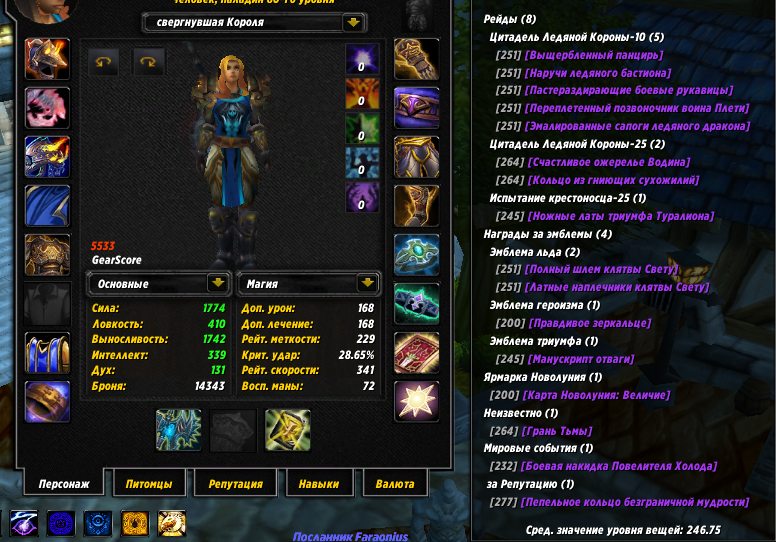 Человек, паладин 80-го уровня
свергнувшая Короля
0
0
0
0
0
5533
GearScore
Основные
Магия
Сила: 1774
Ловкость: 410
Выносливость: 1742
Интеллект: 339
Дух: 131
Броня: 14343
Доп. урон: 168
Доп. лечение: 168
Рейт. меткости: 229
Крит. удар: 28.65%
Рейт. скорости: 341
Восп. маны: 72
Персонаж
Питомцы
Репутация
Навыки
Валюта
Посланник Faraonius
Рейды (8)
Цитадель Ледяной Короны-10 (5)
[251] [Выщербленный панцирь]
[251] [Наручи ледяного бастиона]
[251] [Пастераздирающие боевые рукавицы]
[251] [Переплетенный позвоночник воина Плети]
[251] [Эмалированные сапоги ледяного дракона]
Цитадель Ледяной Короны-25 (2)
[264] [Счастливое ожерелье Водина]
[264] [Кольцо из гниющих сухожилий]
Испытание крестоносца-25 (1)
[245] [Ножные латы триумфа Туралиона]
Награды за эмблемы (4)
Эмблема льда (2)
[251] [Полный шлем клятвы Свету]
[251] [Латные наплечники клятвы Свету]
Эмблема героизма (1)
[200] [Правдивое зеркальце]
Эмблема триумфа (1)
[245] [Манускрипт отваги]
Ярмарка Новолуния (1)
[200] [Карта Новолуния: Величие]
Неизвестно (1)
[264] [Грань Тьмы]
Мировые события (1)
[232] [Боевая накидка Повелителя Холода]
за Репутацию (1)
[277] [Пепельное кольцо безграничной мудрости]
Сред. значение уровня вещей: 246.75